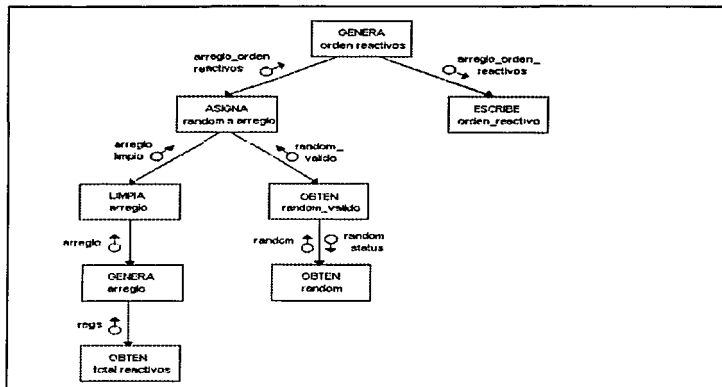 GENERA
orden reactivos
arreglo_orden
reactivos
arreglo_orden_
reactivos
ASIGNA
random a arreglo
ESCRIBE
orden_reactivo
arreglo
limpio
random_
valido
LIMPIA
arreglo
OBTEN
random_valido
arreglo
random
random
status
GENERA
arreglo
OBTEN
random
regs
OBTEN
total reactivos